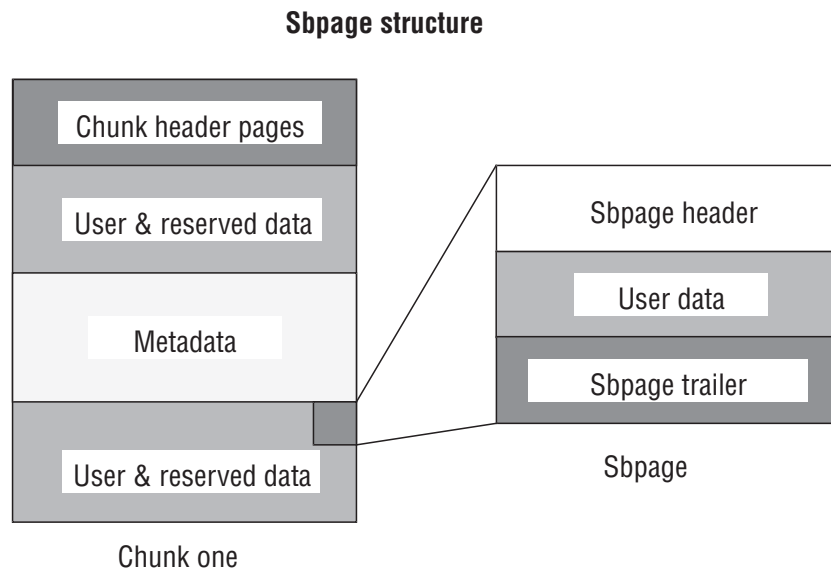 Sbpage structure
Chunk header pages
User & reserved data
Metadata
User & reserved data
Chunk one
Sbpage header
User data
Sbpage trailer
Sbpage